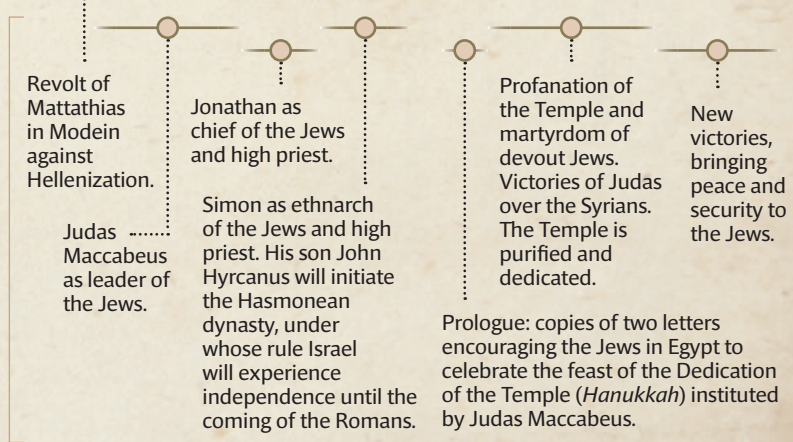 Revolt of
Mattathias
in Modein
against
Hellenization.
Judas
Maccabeus
as leader of
the Jews.
Jonathan as
chief of the Jews
and high priest.
Simon as ethnarch
of the Jews and high
priest. His son John
Hyrcanus will initiate
the Hasmonean
dynasty, under
whose rule Israel
will experience
independence until the
coming of the Romans.
Prologue: copies of two letters
encouraging the Jews in Egypt to
celebrate the feast of the Dedication
of the Temple (Hanukkah) instituted
by Judas Maccabeus.
Profanation of
the Temple and
martyrdom of
devout Jews.
Victories of Judas
over the Syrians.
The Temple is
purified and
dedicated.
New
victories,
bringing
peace and
security to
the Jews.